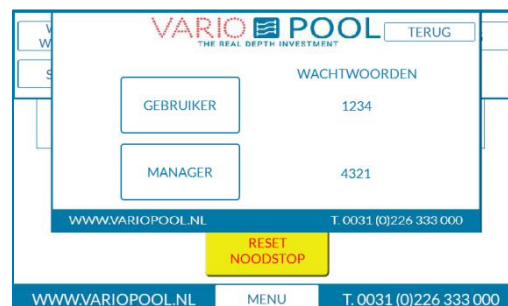 VARIO POOL
THE REAL DEPTH INVESTMENT
TERUG
WACHTWOORDEN
GEBRUIKER
1234
MANAGER
4321
WWW.VARIOPOOL.NL
T. 0031 (0)226 333 000
RESET
NOODSTOP
WWW.VARIOPOOL.NL
MENU
T. 0031 (0)226 333 000